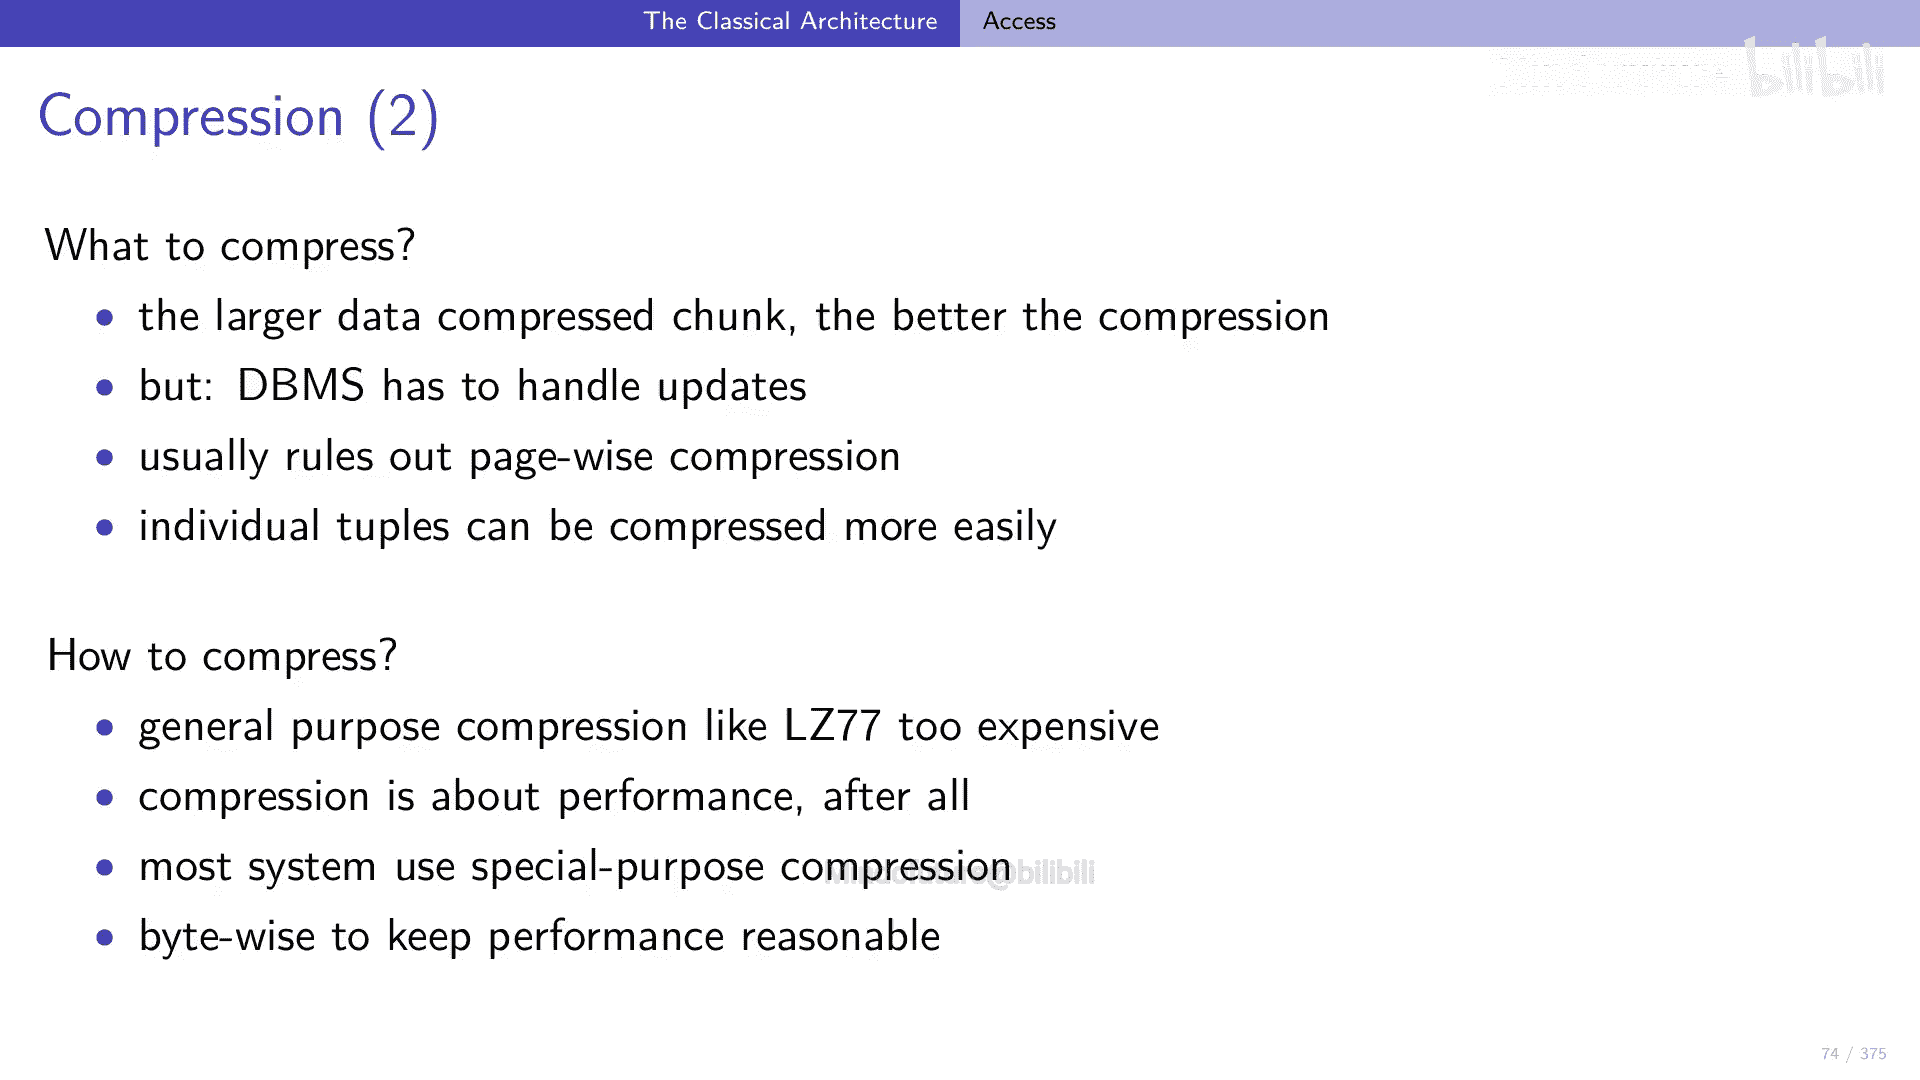 The Classical Architecture
Access
bilibili
Compression (2)
What to compress?
• the larger data compressed chunk, the better the compression
• but: DBMS has to handle updates
• usually rules out page-wise compression
• individual tuples can be compressed more easily
How to compress?
• general purpose compression like LZ77 too expensive
• compression is about performance, after all
• most system use special-purpose compression
@bilibili
• byte-wise to keep performance reasonable
74 / 375